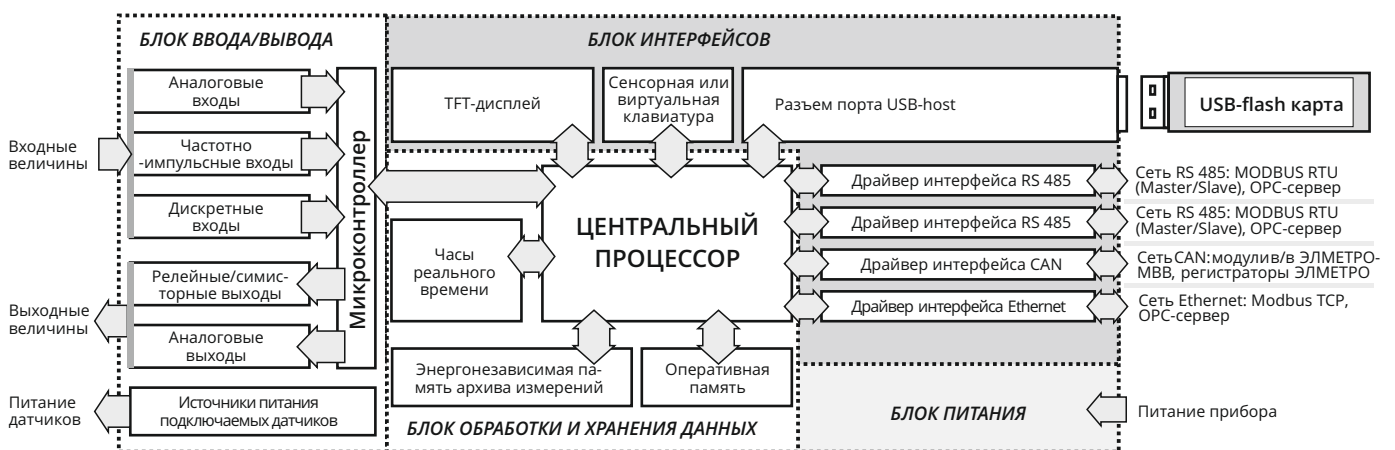 БЛОК ВВОДА/ВЫВОДА
БЛОК ИНТЕРФЕЙСОВ
Аналоговые
входы
Частотно
-импульсные входы
Дискретные
входы
Релейные/симис-
торные выходы
Аналоговые
выходы
Источники питания
подключаемых датчиков
Входные
величины
Выходные
величины
Питание
датчиков
Микроконтроллер
TFT-дисплей
Сенсорная или
виртуальная
клавиатура
Разъем порта USB-host
USB-flash карта
ЦЕНТРАЛЬНЫЙ
ПРОЦЕССОР
Часы
реального
времени
Энергонезависимая па-
мять архива измерений
Оперативная
память
БЛОК ОБРАБОТКИ И ХРАНЕНИЯ ДАННЫХ
Драйвер интерфейса RS 485
Драйвер интерфейса RS 485
Драйвер интерфейса CAN
Драйвер интерфейса Ethernet
Сеть RS 485: MODBUS RTU
(Master/Slave), OPC-сервер
Сеть RS 485: MODBUS RTU
(Master/Slave), OPC-сервер
Сеть CAN: модули в/в ЭЛМЕТРО-
МВВ, регистраторы ЭЛМЕТРО
Сеть Ethernet: Modbus TCP,
OPC-сервер
БЛОК ПИТАНИЯ
Питание прибора